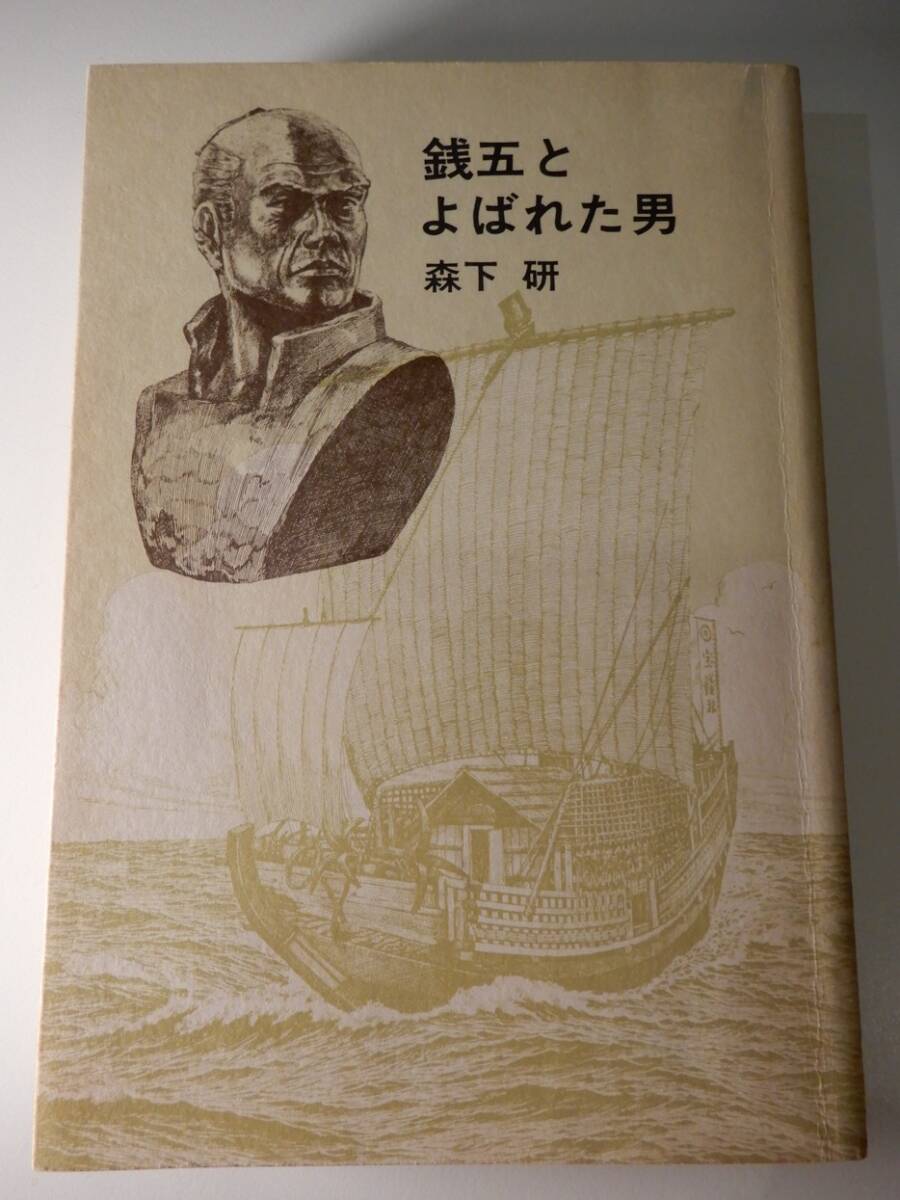 銭五と
よばれた男
森下 研